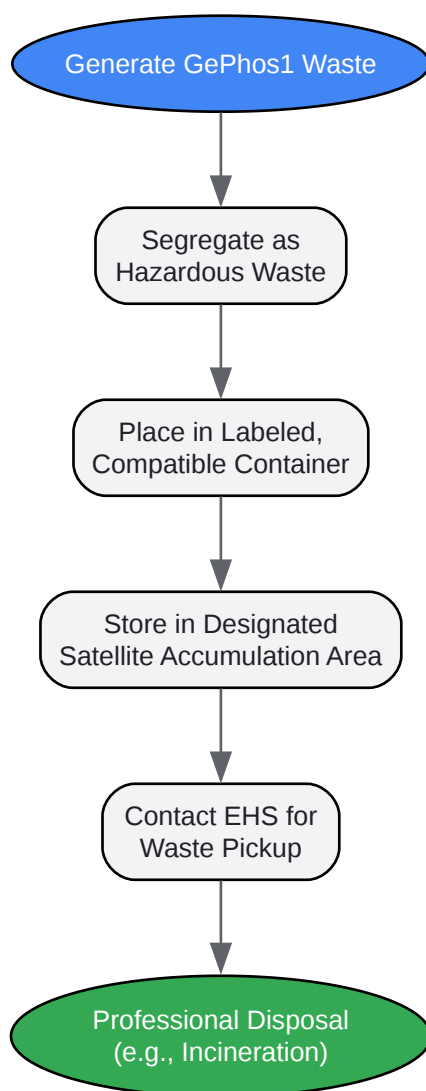 Generate GePhos1 Waste
Segregate as
Hazardous Waste
Place in Labeled,
Compatible Container
Store in Designated
Satellite Accumulation Area
Contact EHS for
Waste Pickup
Professional Disposal
(e.g., Incineration)